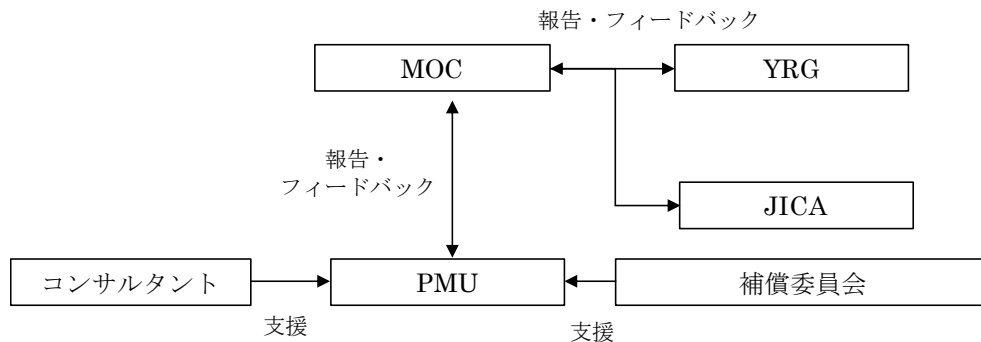 報告・フィードバック
MOC
YRG
報告・
フィードバック
JICA
コンサルタント
PMU
補償委員会
支援
支援